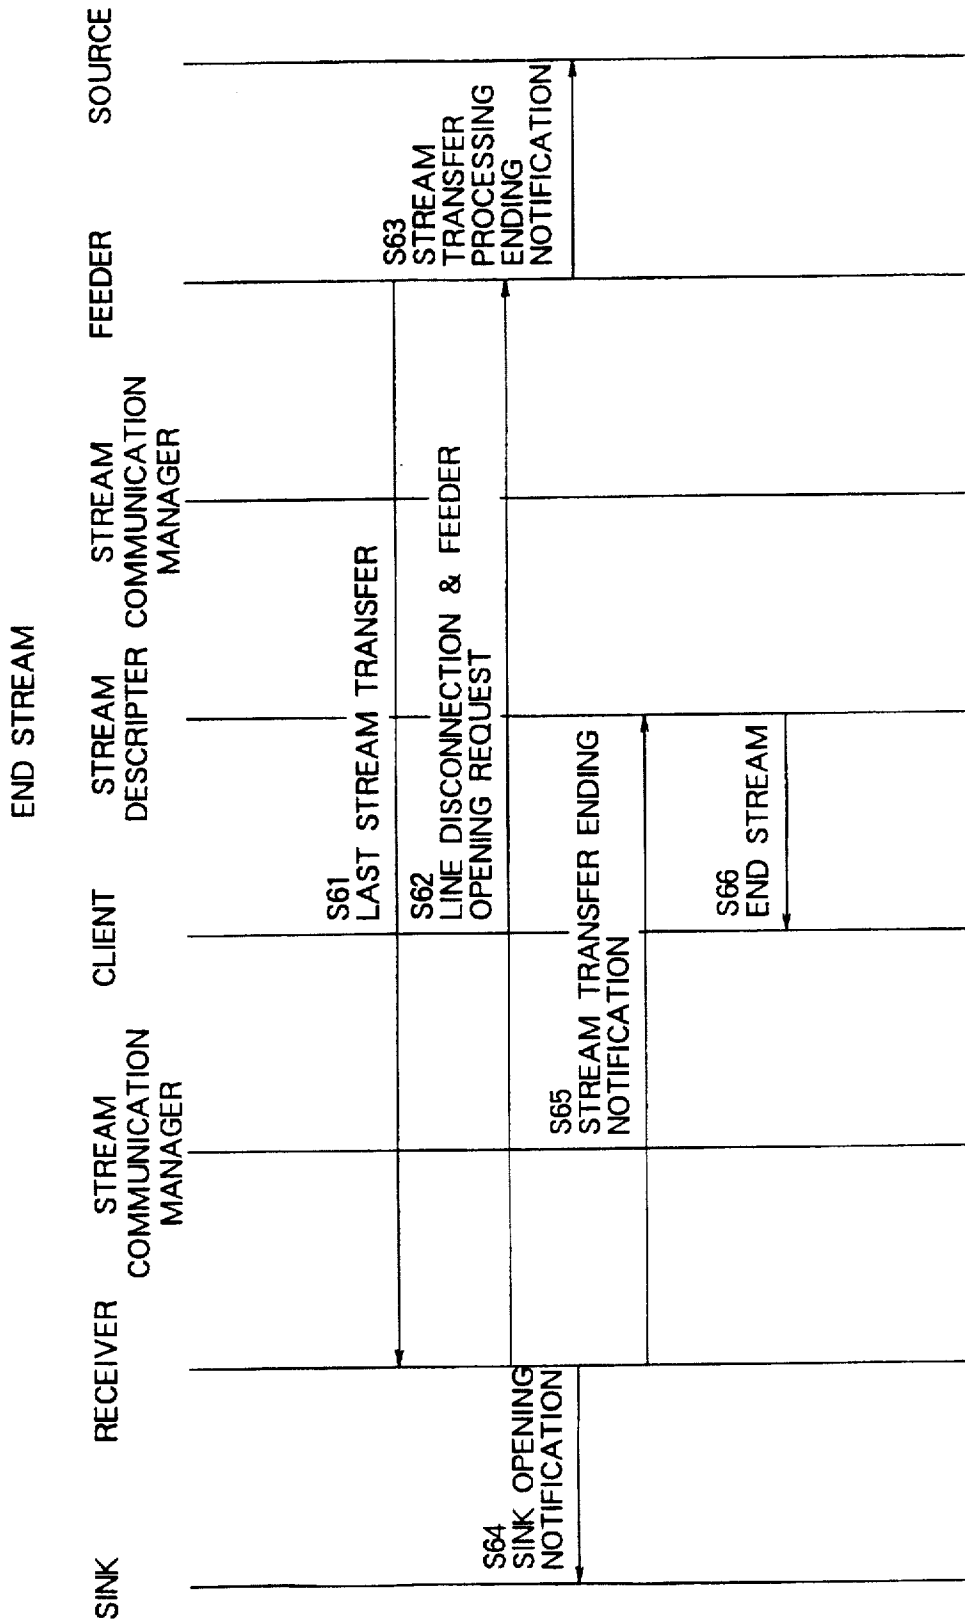 END STREAM
SINK
RECEIVER
STREAM
COMMUNICATION
MANAGER
CLIENT
STREAM
DESCRIPTER
STREAM
COMMUNICATION
MANAGER
FEEDER
SOURCE
S61
LAST STREAM TRANSFER
S62
LINE DISCONNECTION & FEEDER
OPENING REQUEST
S63
STREAM
TRANSFER
PROCESSING
ENDING
NOTIFICATION
S64
SINK OPENING
NOTIFICATION
S65
STREAM TRANSFER ENDING
NOTIFICATION
S66
END STREAM